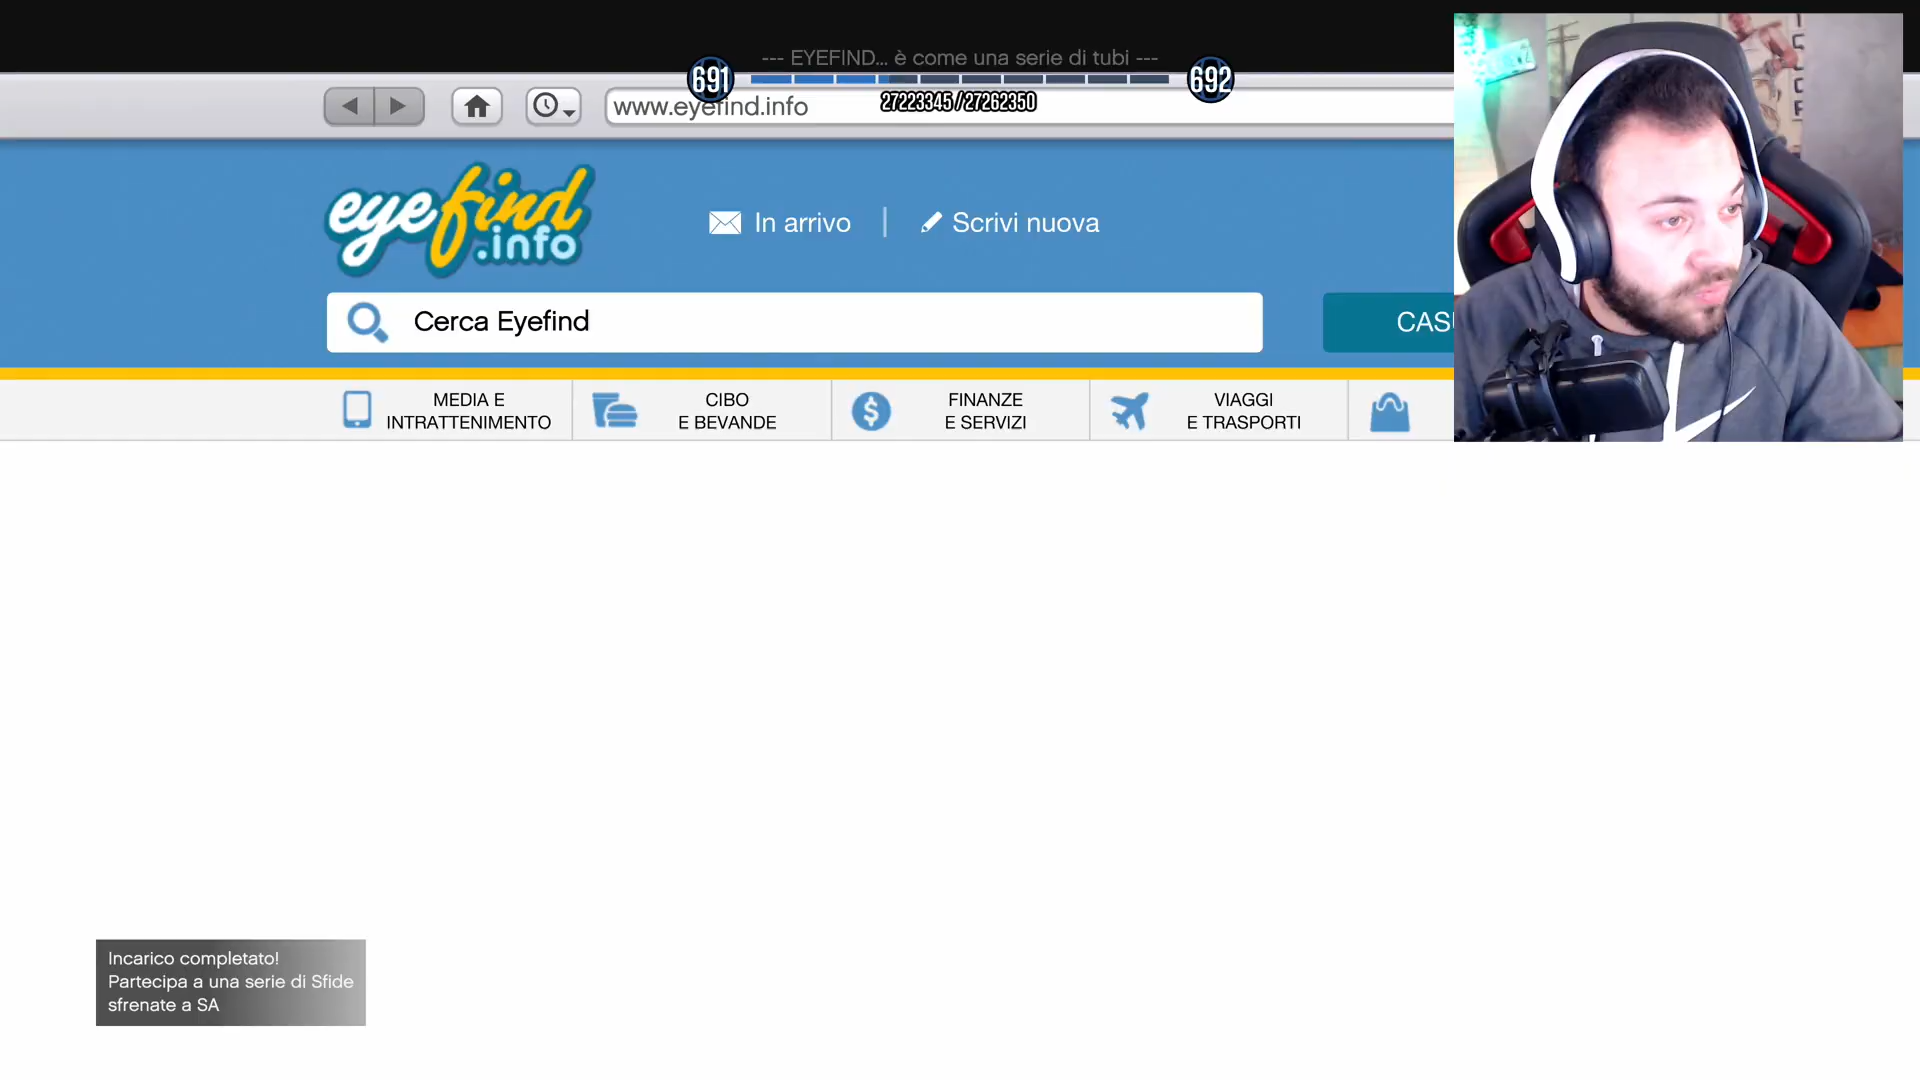 --- EYEFIND... è come una serie di tubi ---
691
692
27223345/27262350
www.eyefind.info
eyefind
.info
In arrivo
Scrivi nuova
Cerca Eyefind
MEDIA E
INTRATTENIMENTO
CIBO
E BEVANDE
FINANZE
E SERVIZI
VIAGGI
E TRASPORTI
Incarico completato!
Partecipa a una serie di Sfide
sfrenate a SA